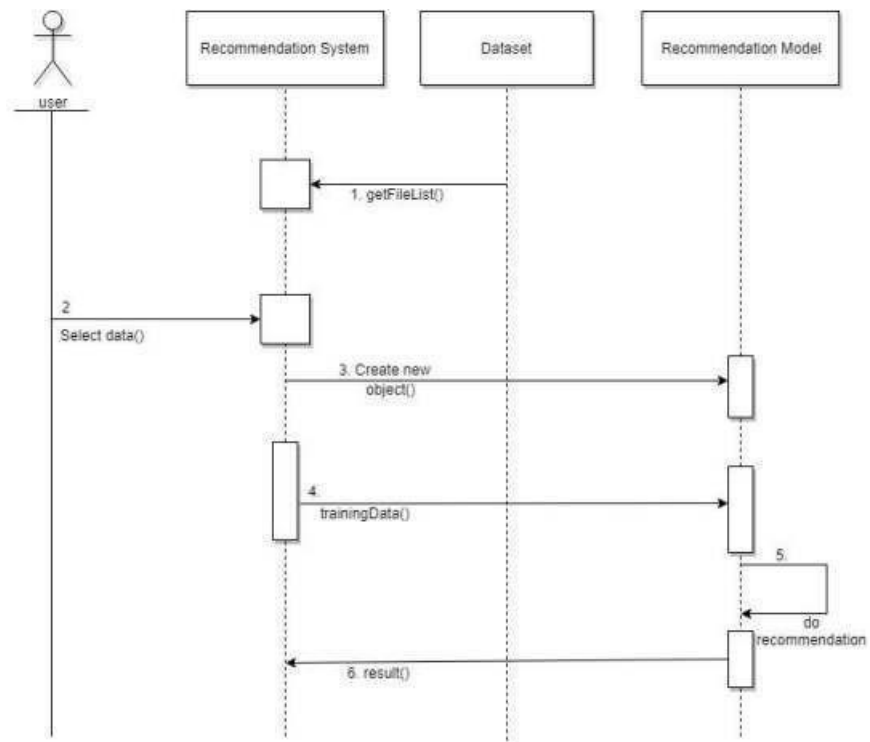 user
Recommendation System
Dataset
Recommendation Model
1. getFileList()
2
Select data()
3. Create new
object()
4.
trainingData()
5.
do
recommendation
6. result()